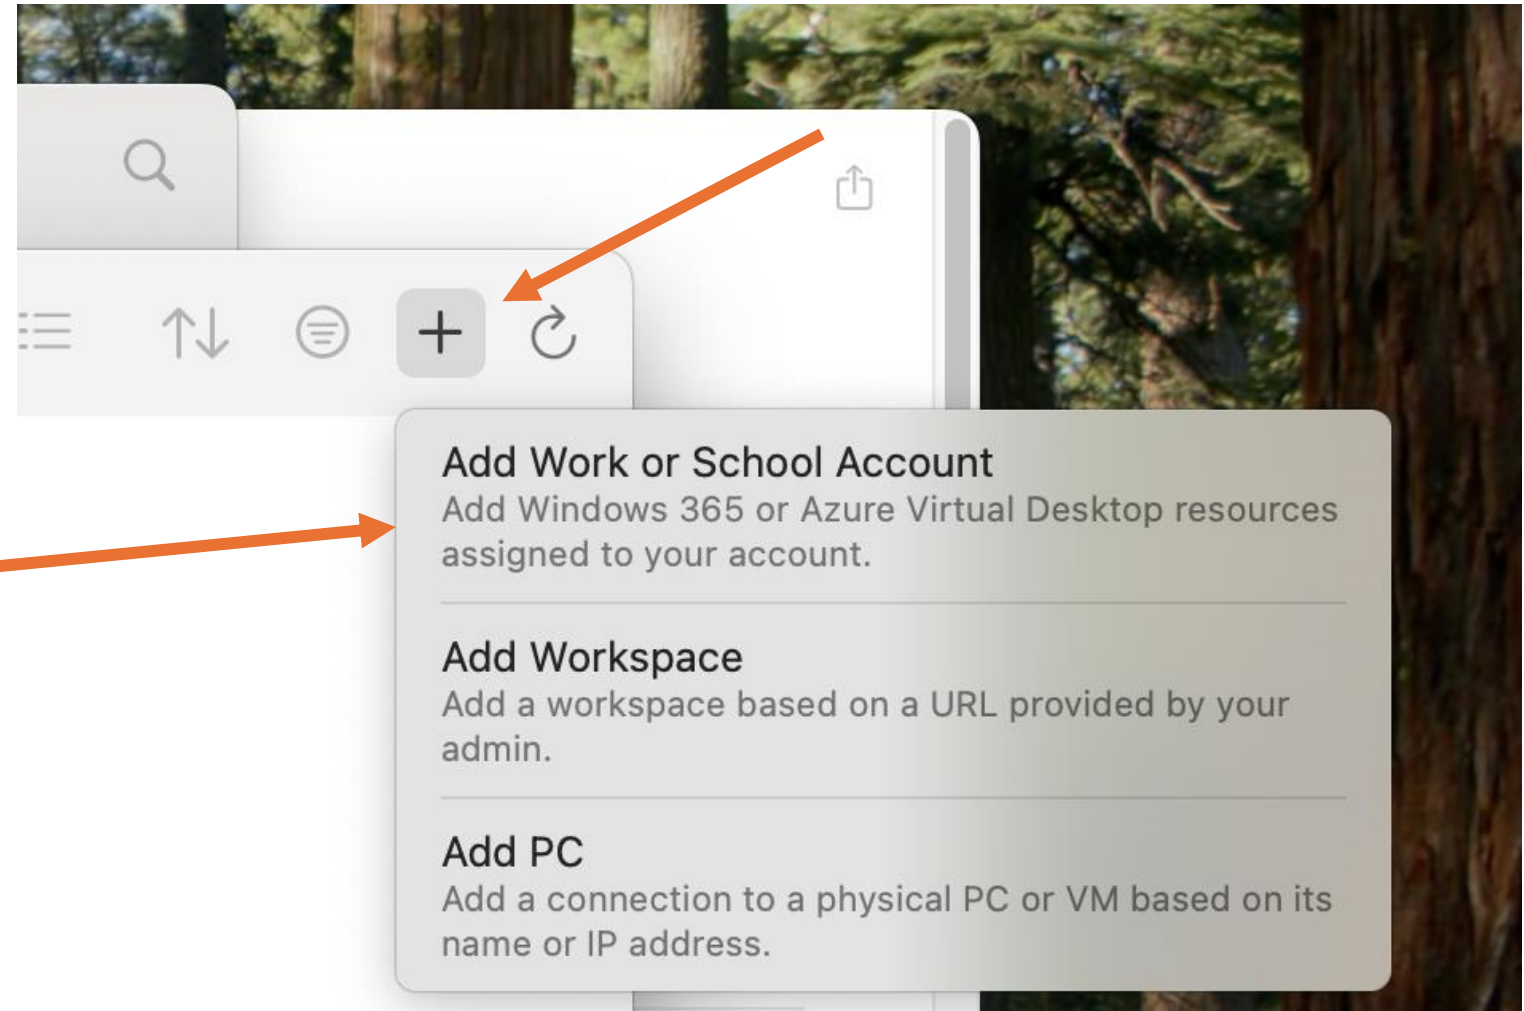 Add Work or School Account
Add Windows 365 or Azure Virtual Desktop resources
assigned to your account.
Add Workspace
Add a workspace based on a URL provided by your
admin.
Add PC
Add a connection to a physical PC or VM based on its
name or IP address.